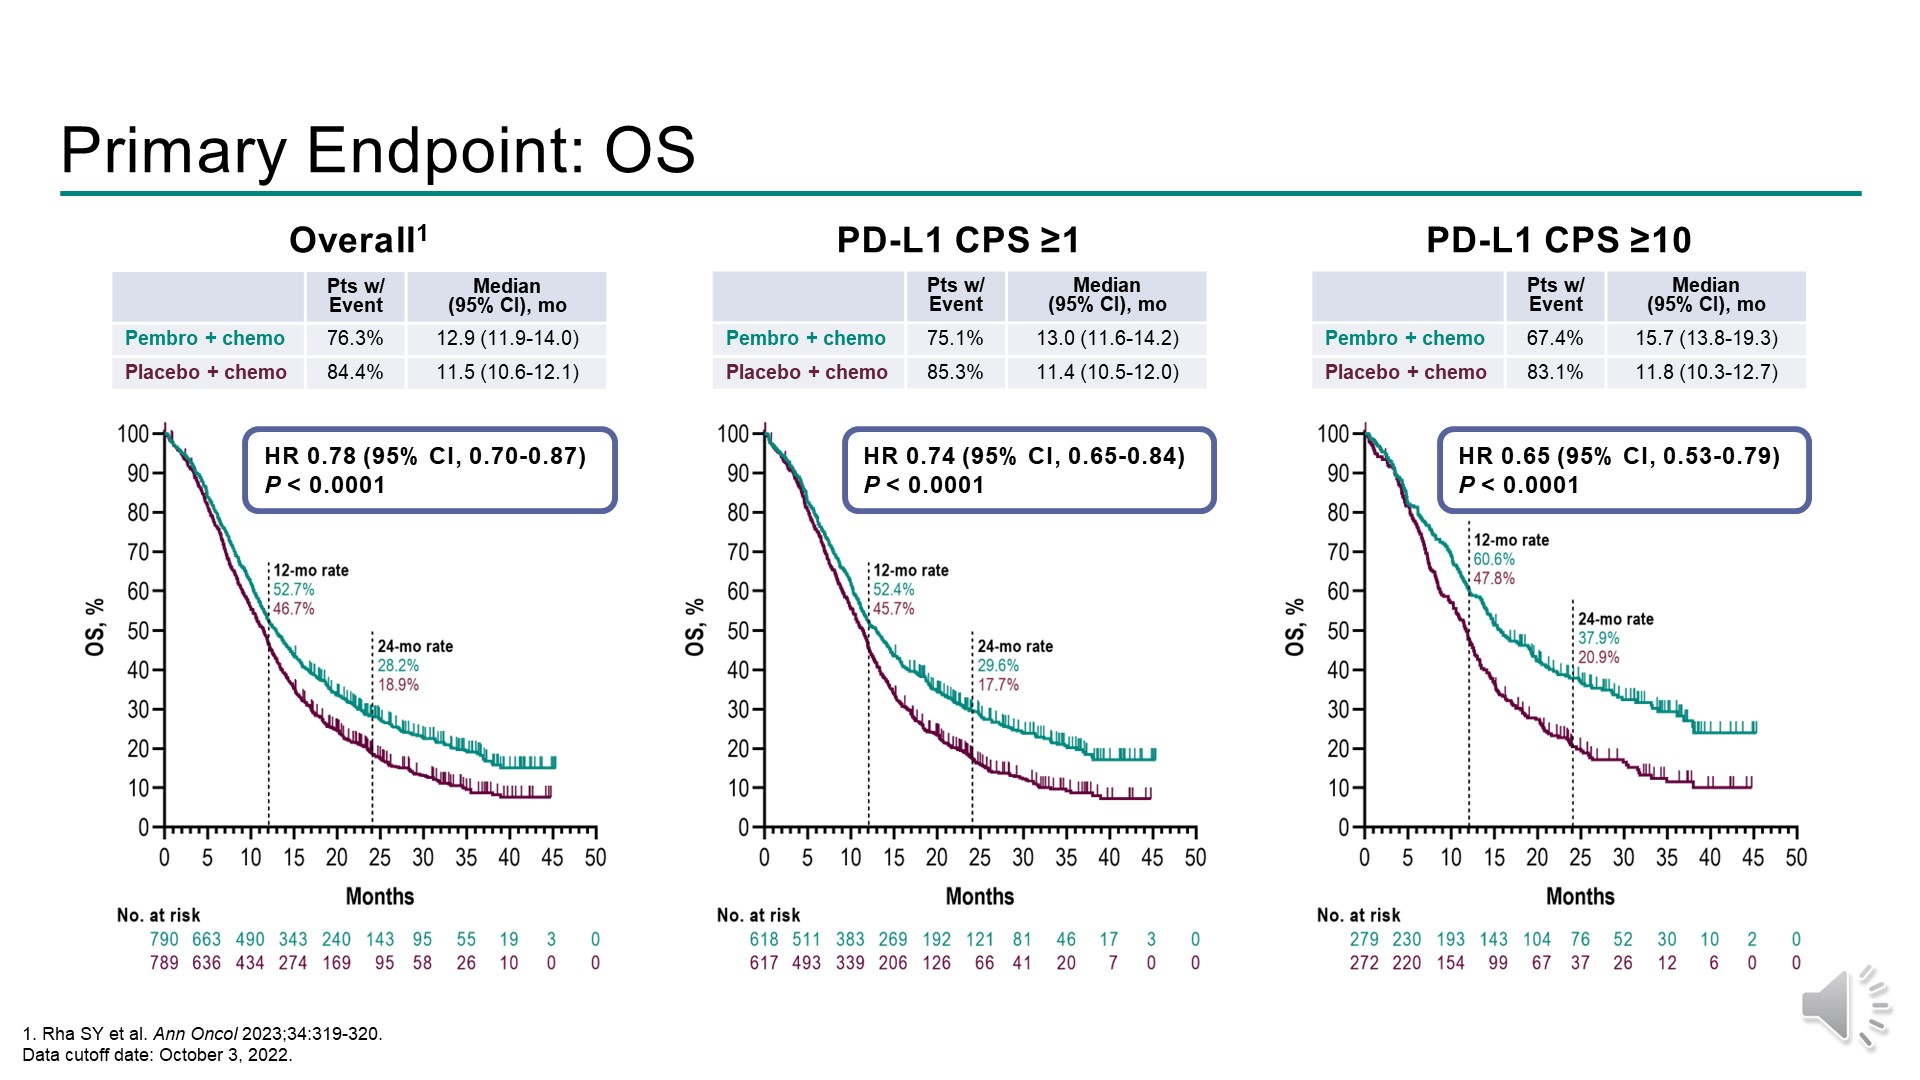 Primary Endpoint: OS
Overall¹
Pts w/ Event
Median (95% CI), mo
Pembro + chemo 76.3% 12.9 (11.9-14.0)
Placebo + chemo 84.4% 11.5 (10.6-12.1)
HR 0.78 (95% CI, 0.70-0.87)
P < 0.0001
100
90
80
70
60
50
40
30
20
10
0
OS, %
12-mo rate
52.7%
46.7%
24-mo rate
28.2%
18.9%
0 5 10 15 20 25 30 35 40 45 50
Months
No. at risk
790 663 490 343 240 143 95 55 19 3 0
789 636 434 274 169 95 58 26 10 0 0
PD-L1 CPS ≥1
Pts w/ Event
Median (95% CI), mo
Pembro + chemo 75.1% 13.0 (11.6-14.2)
Placebo + chemo 85.3% 11.4 (10.5-12.0)
HR 0.74 (95% CI, 0.65-0.84)
P < 0.0001
100
90
80
70
60
50
40
30
20
10
0
OS, %
12-mo rate
52.4%
45.7%
24-mo rate
29.6%
17.7%
0 5 10 15 20 25 30 35 40 45 50
Months
No. at risk
618 511 383 269 192 121 81 46 17 3 0
617 493 339 206 126 66 41 20 7 0 0
PD-L1 CPS ≥10
Pts w/ Event
Median (95% CI), mo
Pembro + chemo 67.4% 15.7 (13.8-19.3)
Placebo + chemo 83.1% 11.8 (10.3-12.7)
HR 0.65 (95% CI, 0.53-0.79)
P < 0.0001
100
90
80
70
60
50
40
30
20
10
0
OS, %
12-mo rate
60.6%
47.8%
24-mo rate
37.9%
20.9%
0 5 10 15 20 25 30 35 40 45 50
Months
No. at risk
279 230 193 143 104 76 52 30 10 2 0
272 220 154 99 67 37 26 12 6 0 0
1. Rha SY et al. Ann Oncol 2023;34:319-320.
Data cutoff date: October 3, 2022.